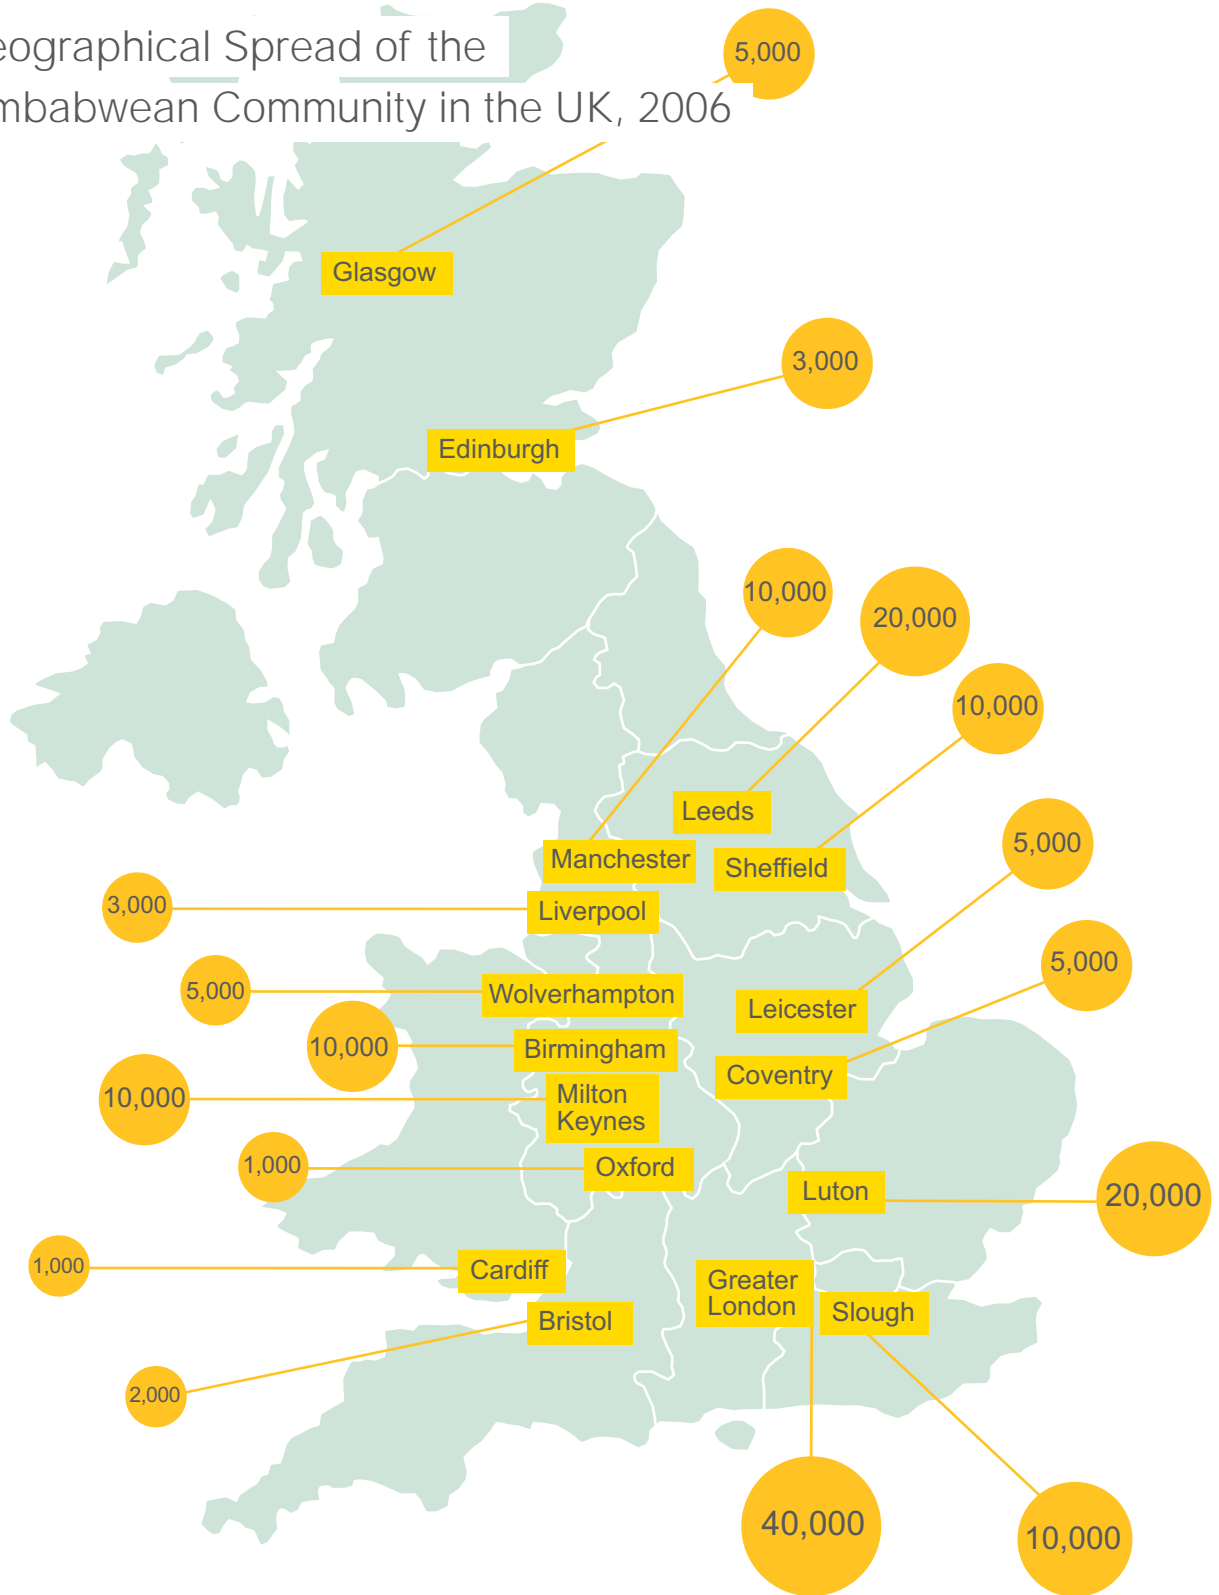 eographical Spread of the
mbabwean Community in the UK, 2006
5,000
Glasgow
3,000
Edinburgh
10,000
20,000
10,000
Leeds
Manchester
Sheffield
5,000
3,000
Liverpool
5,000
5,000
Wolverhampton
Leicester
10,000
Birmingham
Coventry
10,000
Milton
Keynes
1,000
Oxford
Luton
20,000
1,000
Cardiff
Greater
London
Slough
Bristol
2,000
40,000
10,000